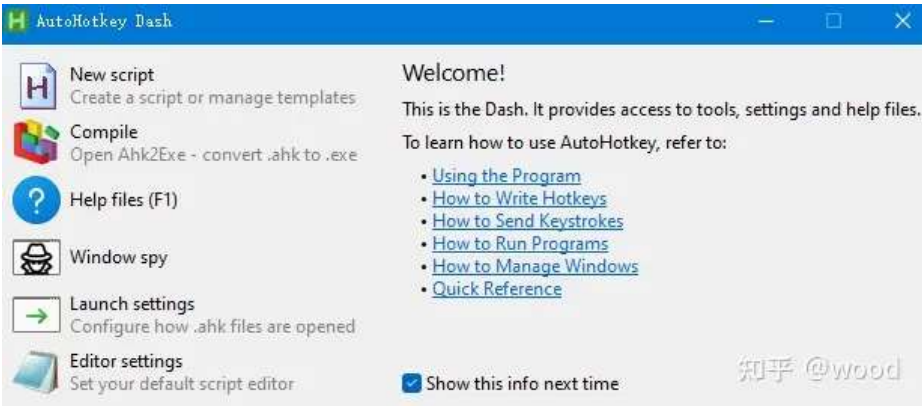 AutoHotkey Dash
New script
Create a script or manage templates
Compile
Open Ahk2Exe - convert .ahk to .exe
Help files (F1)
Window spy
Launch settings
Configure how .ahk files are opened
Editor settings
Set your default script editor
Welcome!
This is the Dash. It provides access to tools, settings and help files.
To learn how to use AutoHotkey, refer to:
• Using the Program
• How to Write Hotkeys
• How to Send Keystrokes
• How to Run Programs
• How to Manage Windows
• Quick Reference
Show this info next time
知乎 @wood